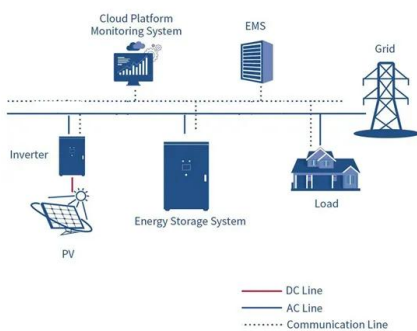 Cloud Platform
Monitoring System
EMS
Grid
Inverter
Energy Storage System
Load
PV
DC Line
AC Line
Communication Line